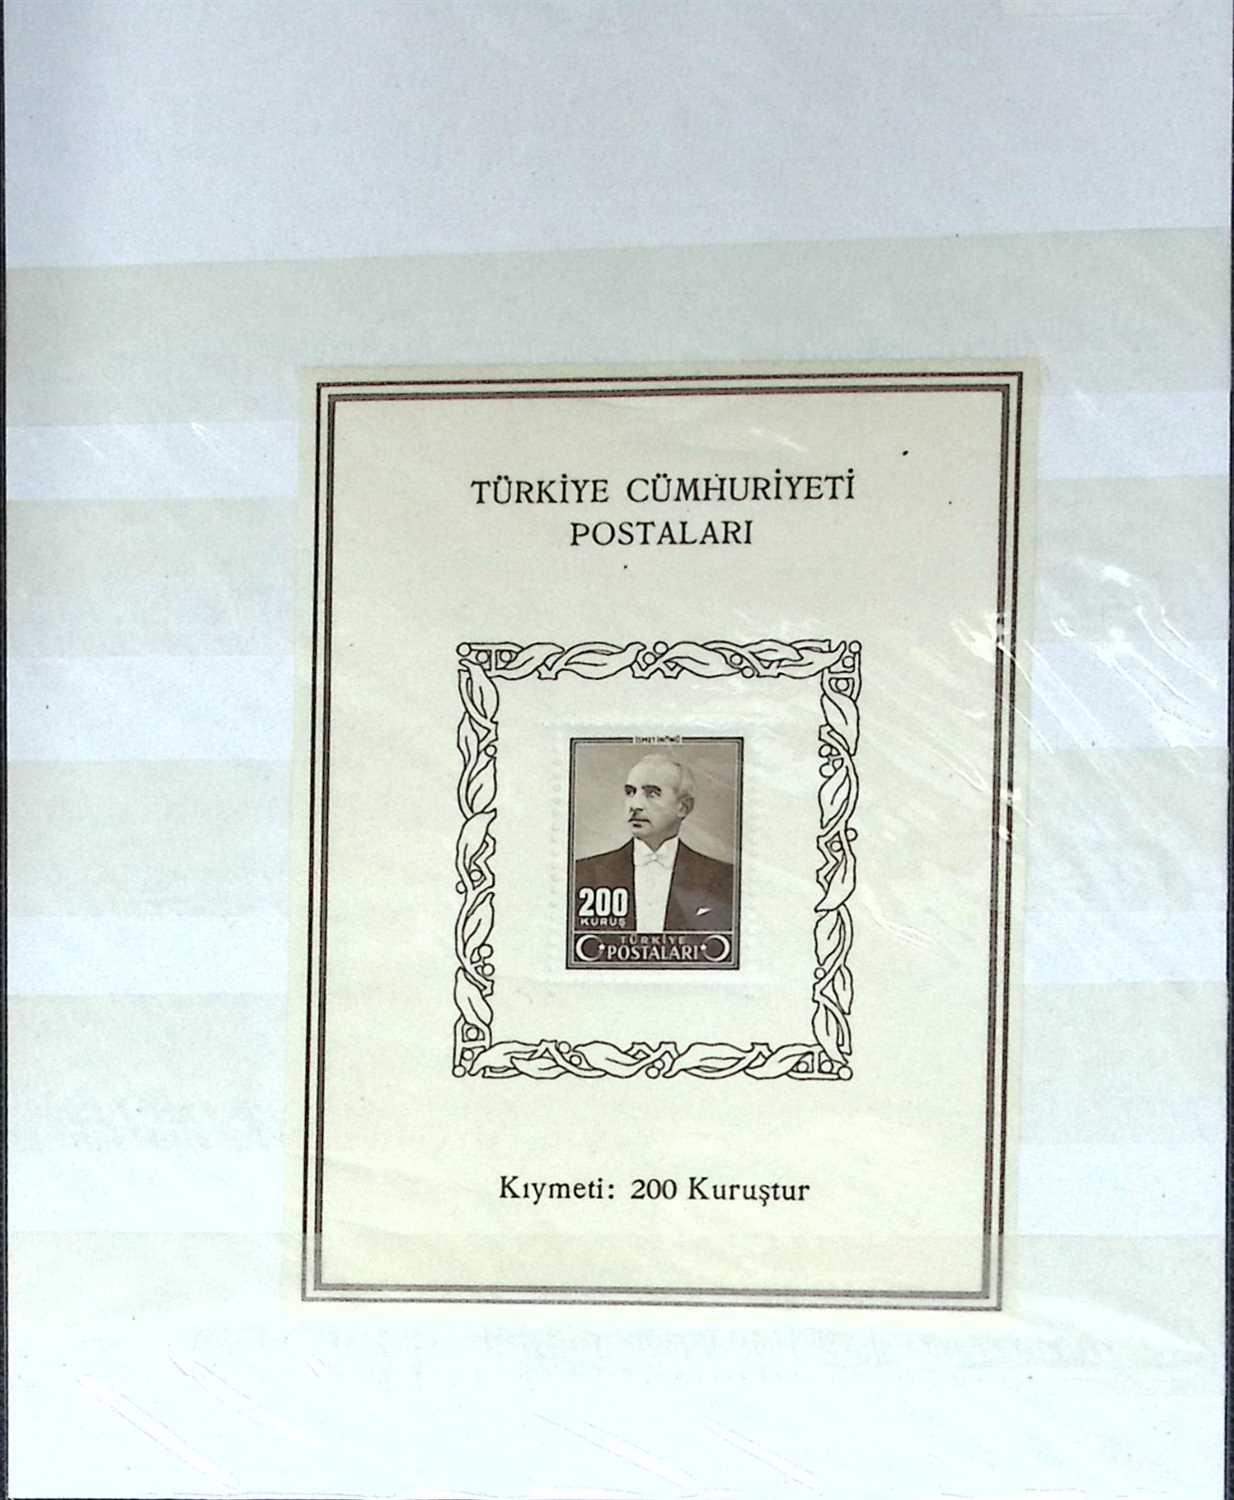 TÜRKİYE CÜMHURİYETİ
POSTALARI
İSMET İNÖNÜ
200
KURUŞ
TÜRKİYE
POSTALARI
Kıymeti: 200 Kuruştur